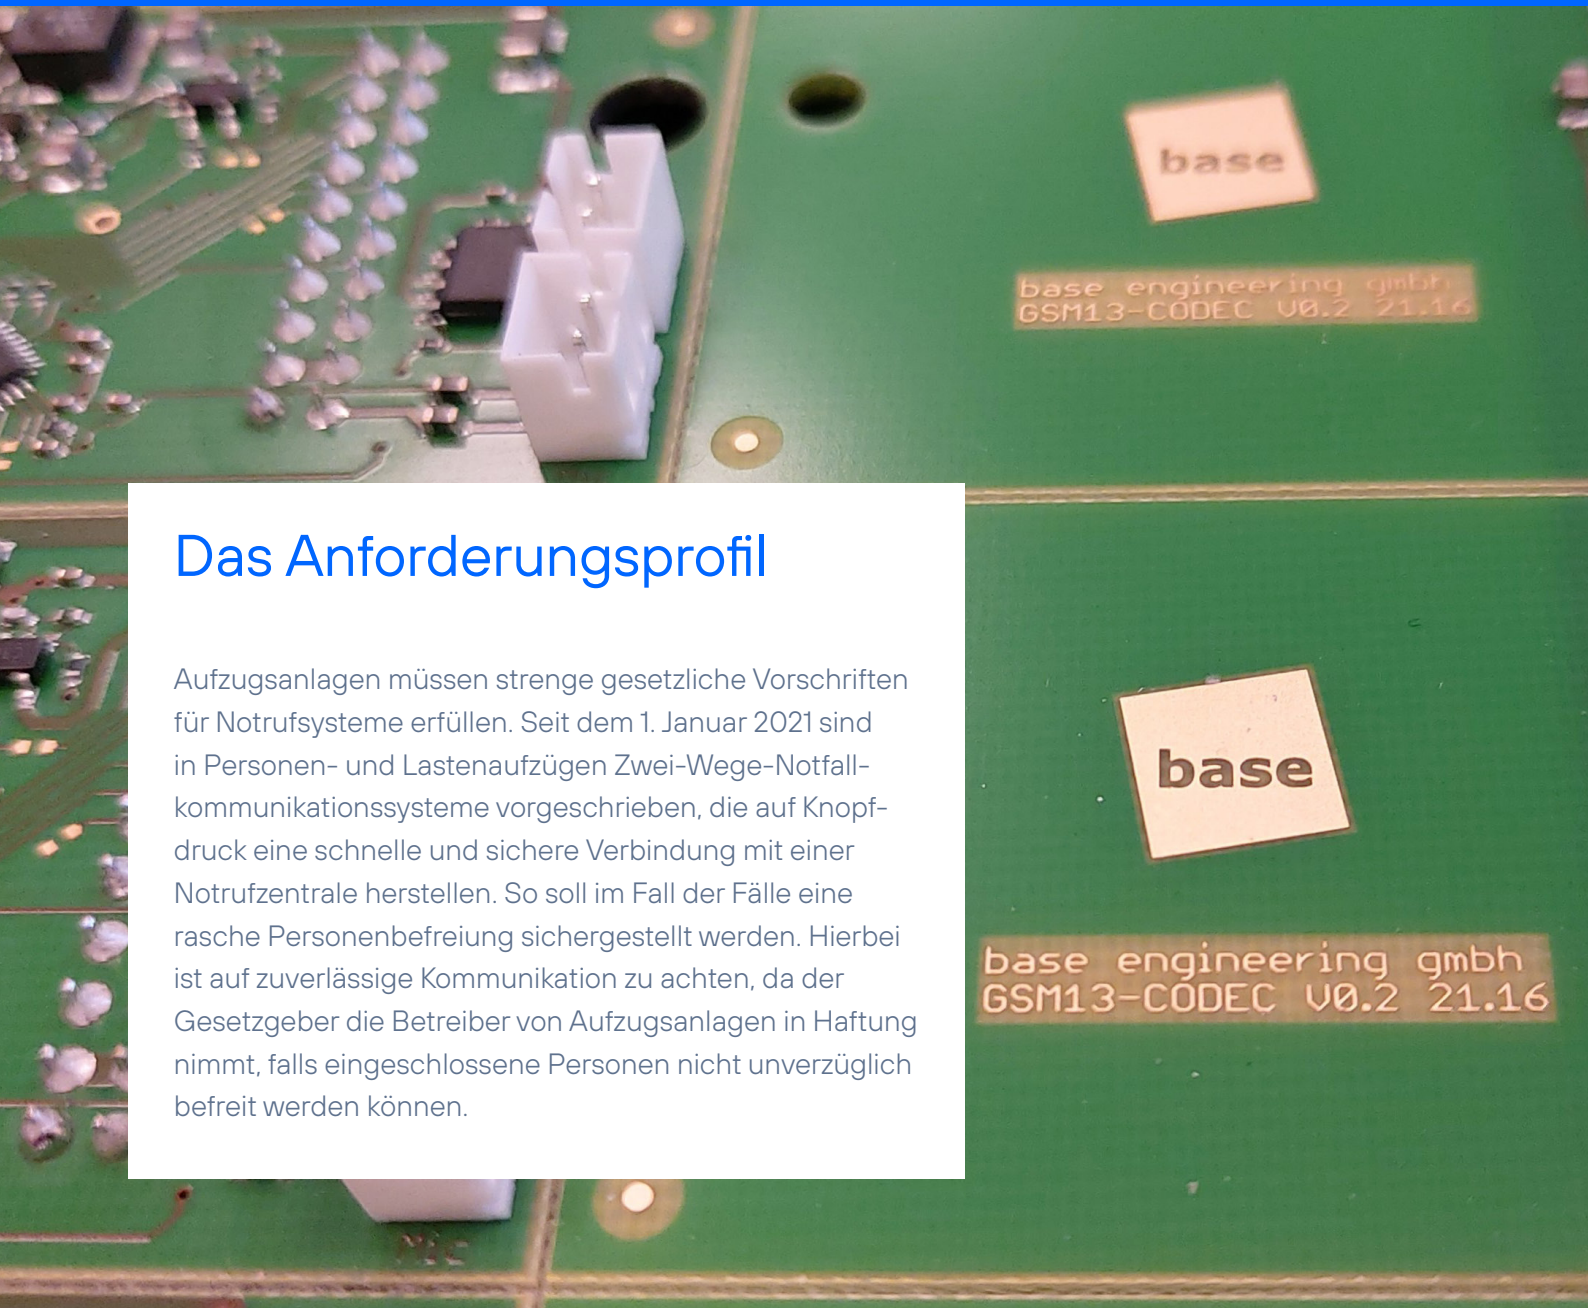 base
base engineering gmbh
GSM13-CODEC V0.2 21.16
Das Anforderungsprofil
Aufzugsanlagen müssen strenge gesetzliche Vorschriften
für Notrufsysteme erfüllen. Seit dem 1. Januar 2021 sind
in Personen- und Lastenaufzügen Zwei-Wege-Notfall-
kommunikationssysteme vorgeschrieben, die auf Knopf-
druck eine schnelle und sichere Verbindung mit einer
Notrufzentrale herstellen. So soll im Fall der Fälle eine
rasche Personenbefreiung sichergestellt werden. Hierbei
ist auf zuverlässige Kommunikation zu achten, da der
Gesetzgeber die Betreiber von Aufzugsanlagen in Haftung
nimmt, falls eingeschlossene Personen nicht unverzüglich
befreit werden können.
base
base engineering gmbh
GSM13-CODEC V0.2 21.16
MIC